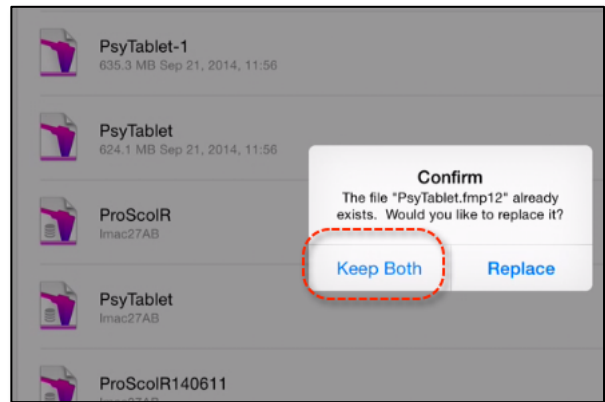 PsyTablet-1
635.3 MB Sep 21, 2014, 11:56
PsyTablet
624.1 MB Sep 21, 2014, 11:56
ProScolR
Imac27AB
PsyTablet
Imac27AB
ProScolR140611
Imac27AB
Confirm
The file "PsyTablet.fmp12" already
exists. Would you like to replace it?
Keep Both
Replace